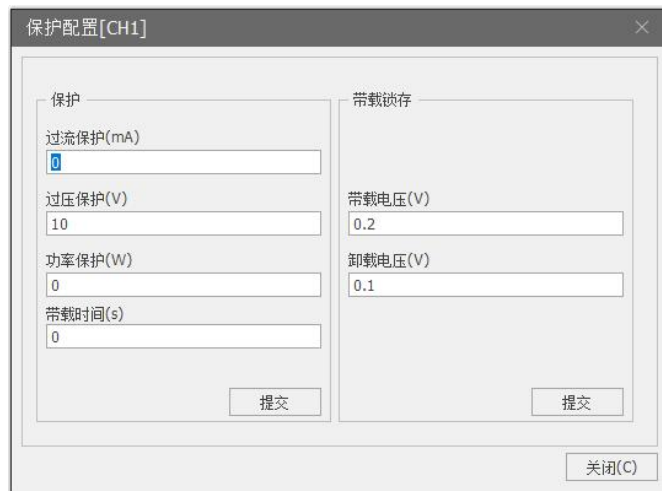 保护配置[CH1]
保护
过流保护(mA)
0
过压保护(V)
10
功率保护(W)
0
带载时间(s)
0
提交
带载锁存
带载电压(V)
0.2
卸载电压(V)
0.1
提交
关闭(C)